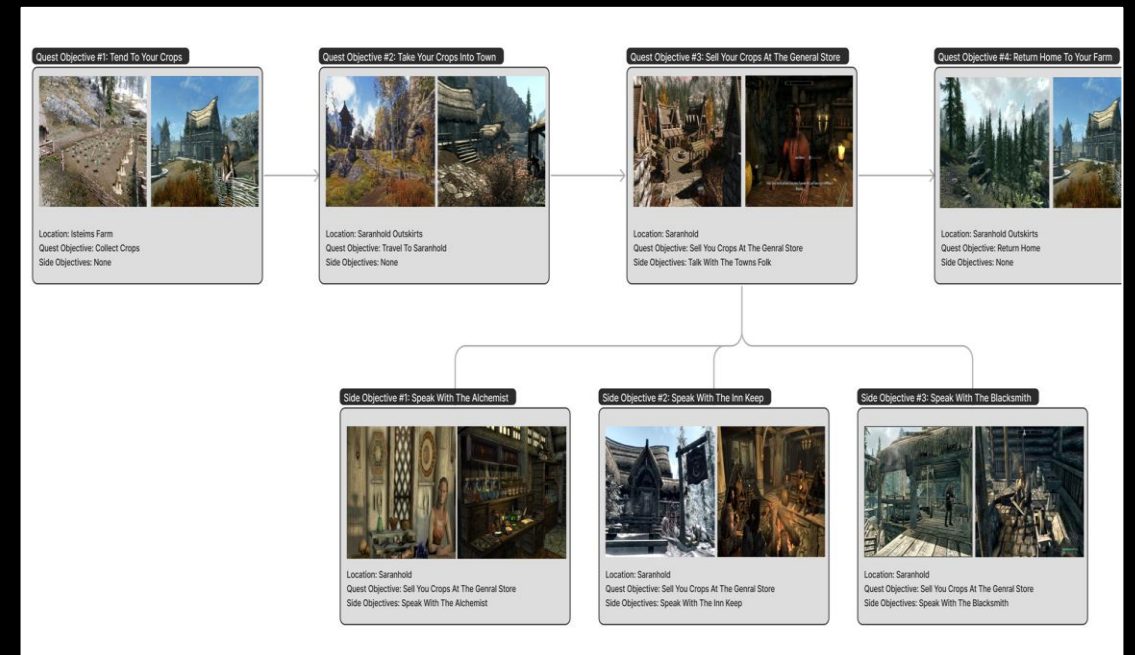 Quest Objective #1: Tend To Your Crops
Location: Isteims Farm
Quest Objective: Collect Crops
Side Objectives: None
Quest Objective #2: Take Your Crops Into Town
Location: Saranhold Outskirts
Quest Objective: Travel To Saranhold
Side Objectives: None
Quest Objective #3: Sell Your Crops At The Genral Store
Location: Saranhold
Quest Objective: Sell You Crops At The Genral Store
Side Objectives: Talk With The Towns Folk
Quest Objective #4: Return Home To Your Farm
Location: Saranhold Outskirts
Quest Objective: Return Home
Side Objectives: None
Side Objective #1: Speak With The Alchemist
Location: Saranhold
Quest Objective: Sell You Crops At The Genral Store
Side Objectives: Speak With The Alchemist
Side Objective #2: Speak With The Inn Keep
Location: Saranhold
Quest Objective: Sell You Crops At The Genral Store
Side Objectives: Speak With The Inn Keep
Side Objective #3: Speak With The Blacksmith
Location: Saranhold
Quest Objective: Sell You Crops At The Genral Store
Side Objectives: Speak With The Blacksmith